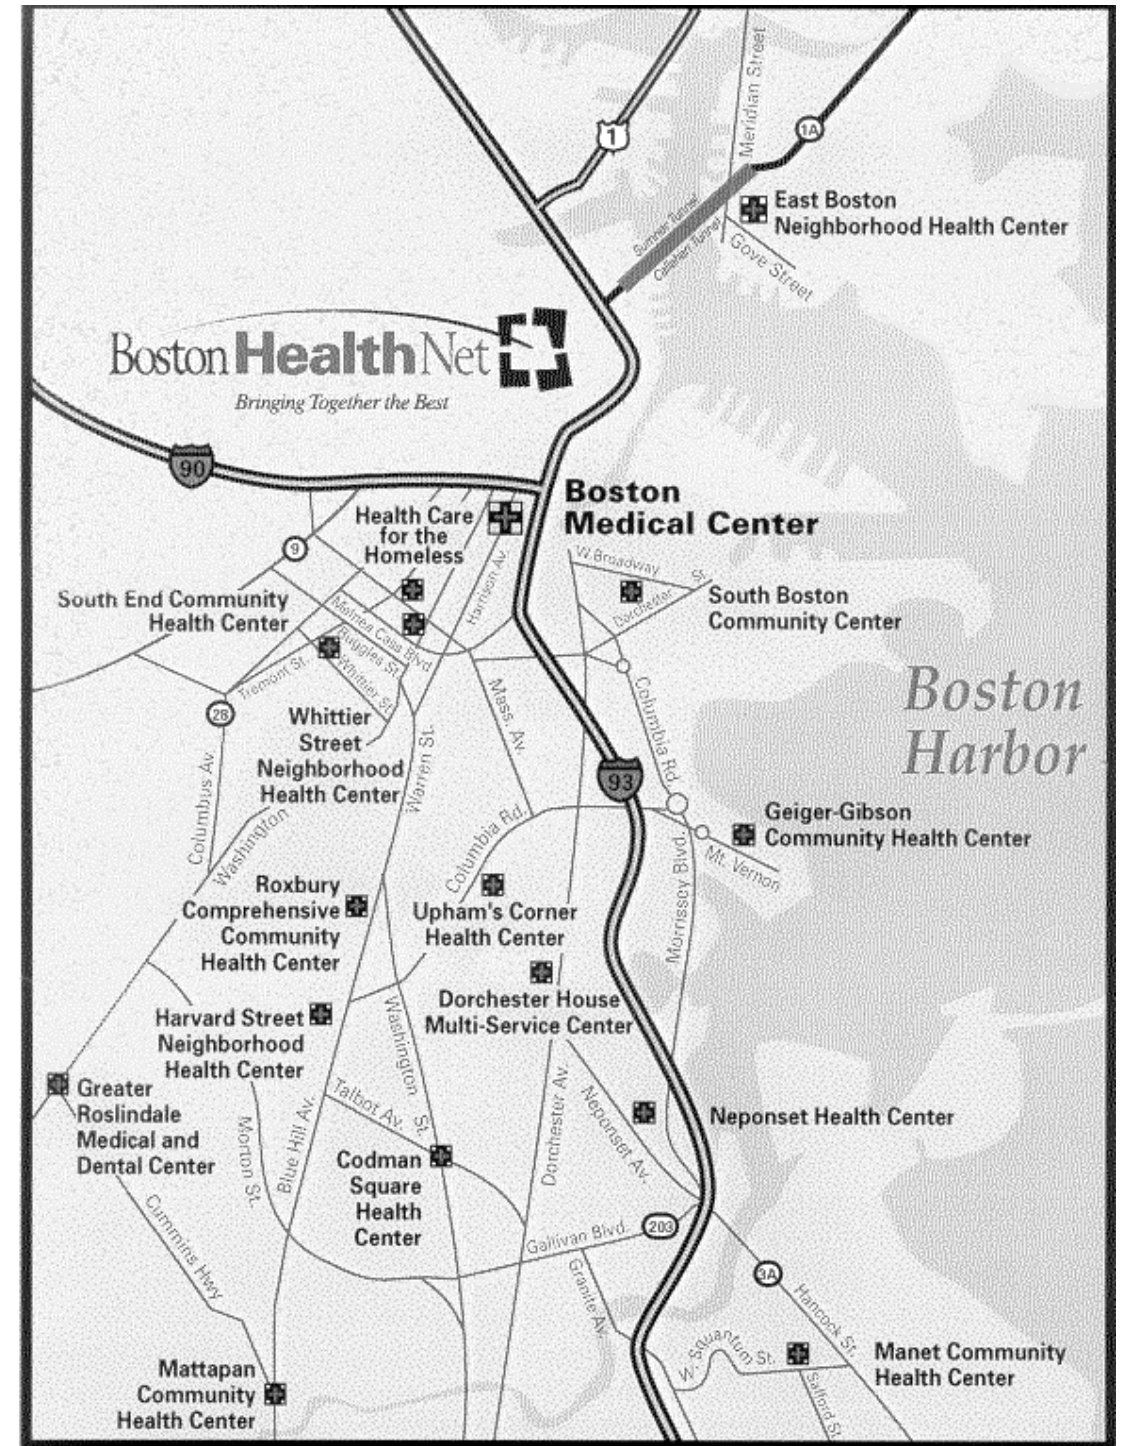 Meridian Street
1
1A
East Boston
Neighborhood Health Center
Sumner Tunnel
Callahan Tunnel
Gove Street
Boston HealthNet
Bringing Together the Best
90
Boston
Medical Center
Health Care
for the
Homeless
9
W. Broadway
St.
Dorchester
Harrison Av.
South End Community
Health Center
South Boston
Community Center
Melnea Cass Blvd.
Ruggles St.
Whittier St.
Tremont St.
28
Boston
Harbor
Columbia Rd.
Mass. Av.
Whittier
Street
Neighborhood
Health Center
Warren St.
Columbus Av.
Washington
93
Geiger-Gibson
Community Health Center
Mt. Vernon
Columbia Rd.
Morrissey Blvd.
Roxbury
Comprehensive
Community
Health Center
Upham's Corner
Health Center
Dorchester House
Multi-Service Center
Harvard Street
Neighborhood
Health Center
Washington St.
Greater
Roslindale
Medical and
Dental Center
Talbot Av.
Blue Hill Av.
Morton St.
Dorchester Av.
Neponset Av.
Neponset Health Center
Codman
Square
Health
Center
Cummins Hwy
Gallivan Blvd.
203
Granite Av.
3A
Hancock St.
W. Squantum St.
Safford St.
Manet Community
Health Center
Mattapan
Community
Health Center